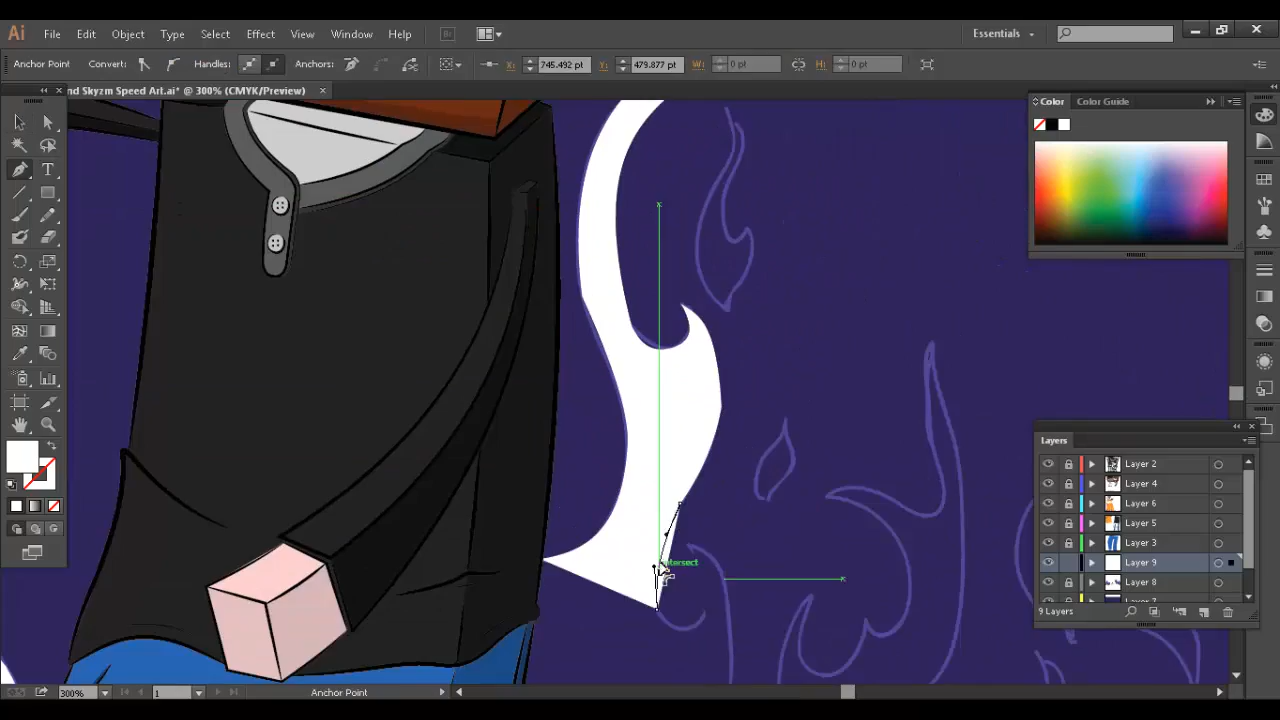 Ai File Edit Object Type Select Effect View Window Help Br Essentials
Anchor Point Convert: Handles: Anchors: X: 745.492 pt Y: 479.877 pt W: 0 pt H: 0 pt
nd Skyzm Speed Art.ai* @ 300% (CMYK/Preview)
Color Color Guide
T
Layers
Layer 2
Layer 4
Layer 6
Layer 5
Layer 3
Layer 9
Layer 8
9 Layers
300% 1 Anchor Point